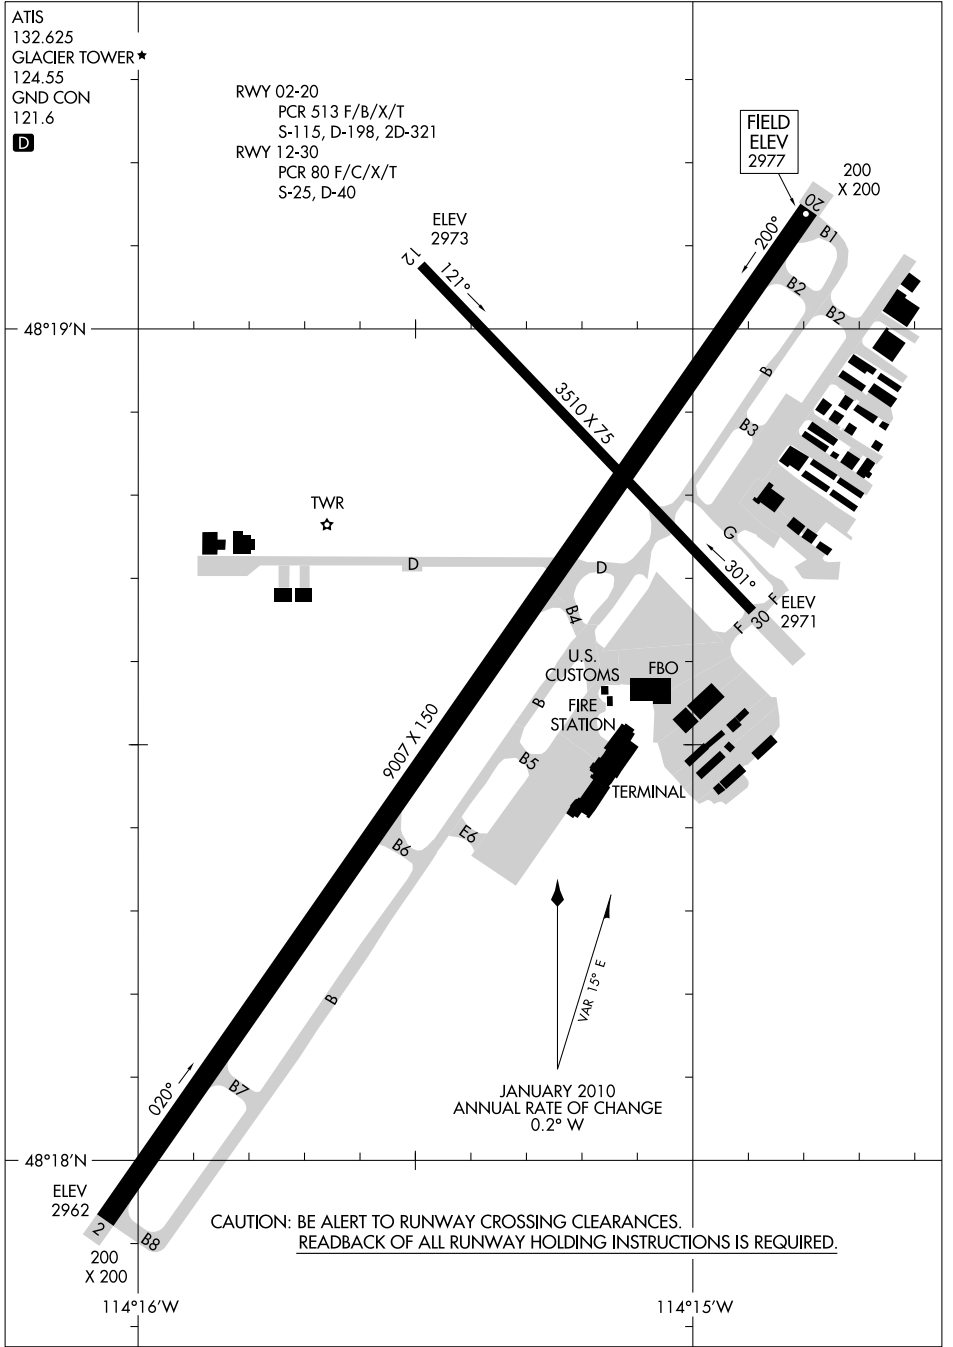 ATIS
132.625
GLACIER TOWER★
124.55
GND CON
121.6
D
RWY 02-20
PCR 513 F/B/X/T
S-115, D-198, 2D-321
RWY 12-30
PCR 80 F/C/X/T
S-25, D-40
FIELD
ELEV
2977
200
X 200
20
B1
200°
ELEV
2973
12
121°
B2
B2
48°19'N
B
3510 X 75
B3
TWR
G
D
D
301°
F
F
30
ELEV
2971
B4
U.S.
CUSTOMS
FBO
B
FIRE
STATION
9007 X 150
B5
TERMINAL
E6
B6
VAR 15° E
B
020°
B7
JANUARY 2010
ANNUAL RATE OF CHANGE
0.2° W
48°18'N
ELEV
2962
2
B8
200
X 200
CAUTION: BE ALERT TO RUNWAY CROSSING CLEARANCES.
READBACK OF ALL RUNWAY HOLDING INSTRUCTIONS IS REQUIRED.
114°16'W
114°15'W